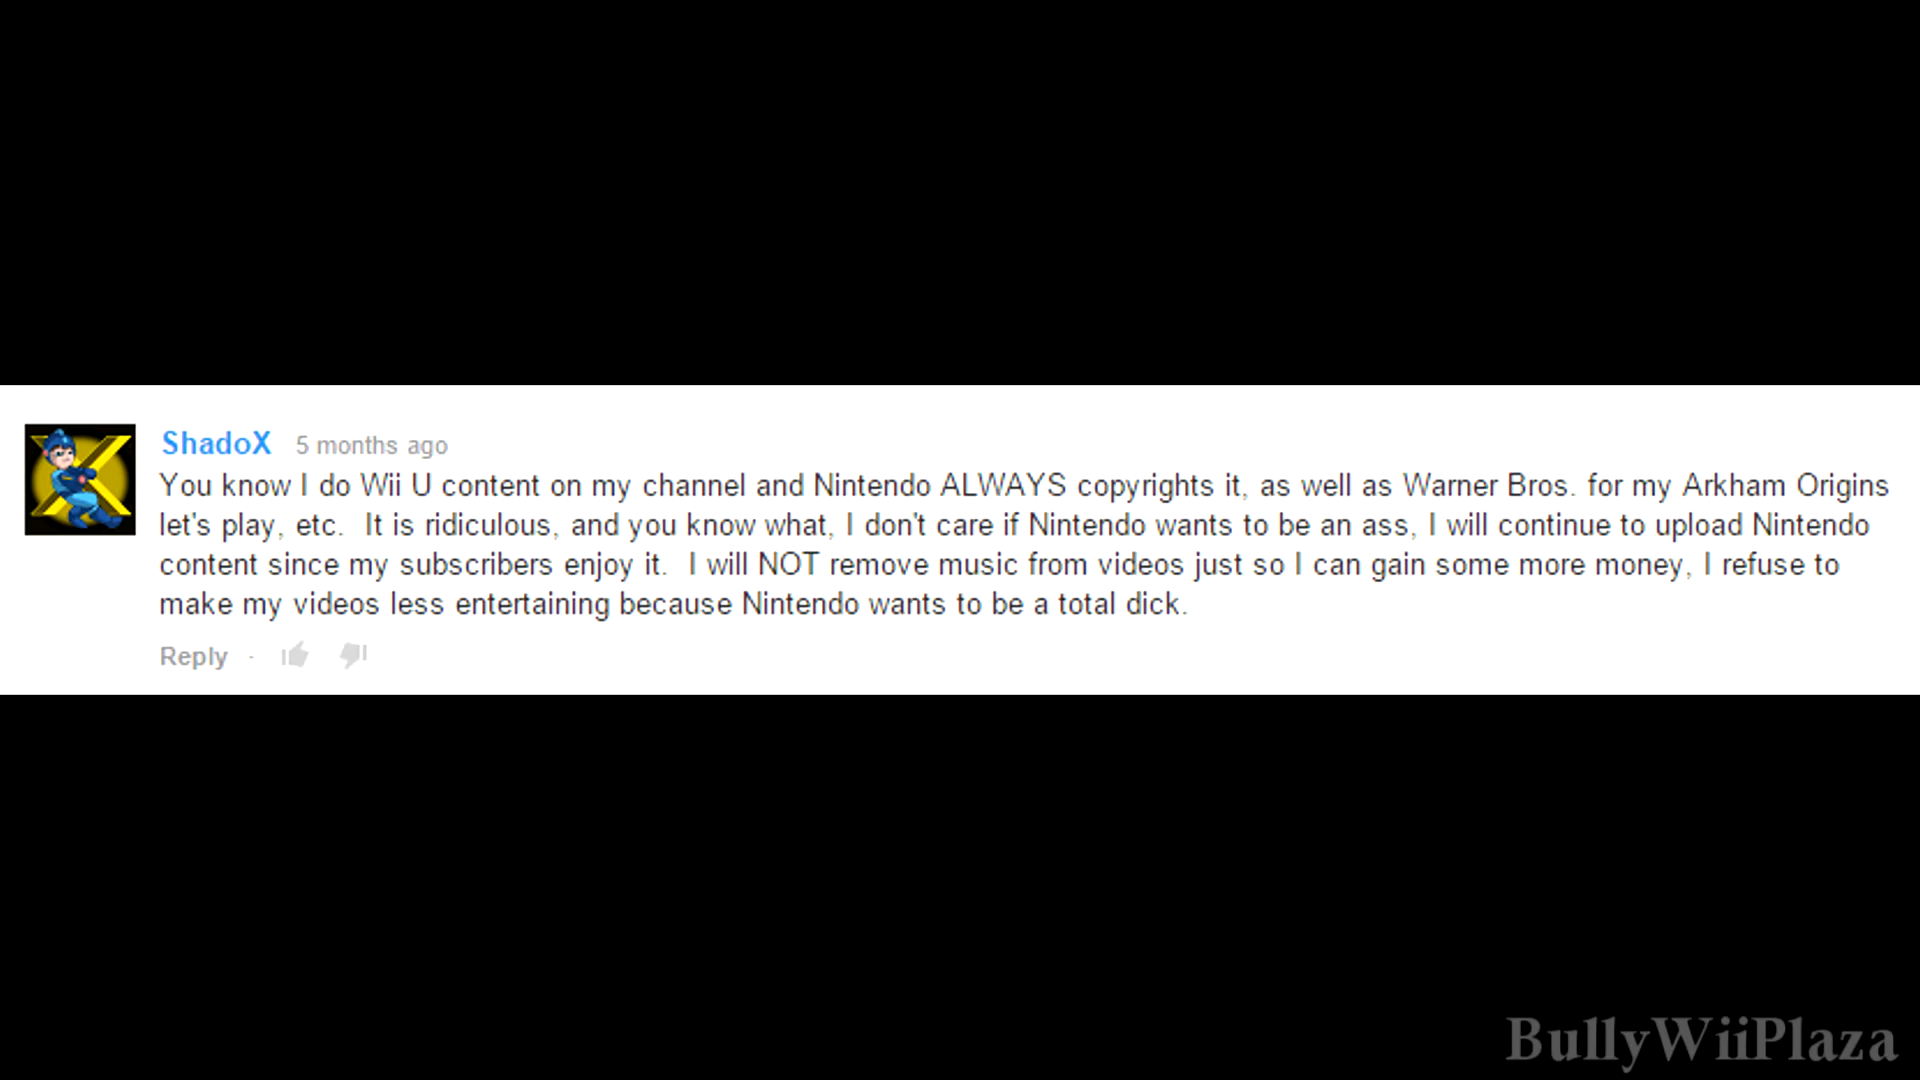 ShadoX 5 months ago
You know I do Wii U content on my channel and Nintendo ALWAYS copyrights it, as well as Warner Bros. for my Arkham Origins
let's play, etc.  It is ridiculous, and you know what, I don't care if Nintendo wants to be an ass, I will continue to upload Nintendo
content since my subscribers enjoy it.  I will NOT remove music from videos just so I can gain some more money, I refuse to
make my videos less entertaining because Nintendo wants to be a total dick.
Reply ·
BullyWiiPlaza